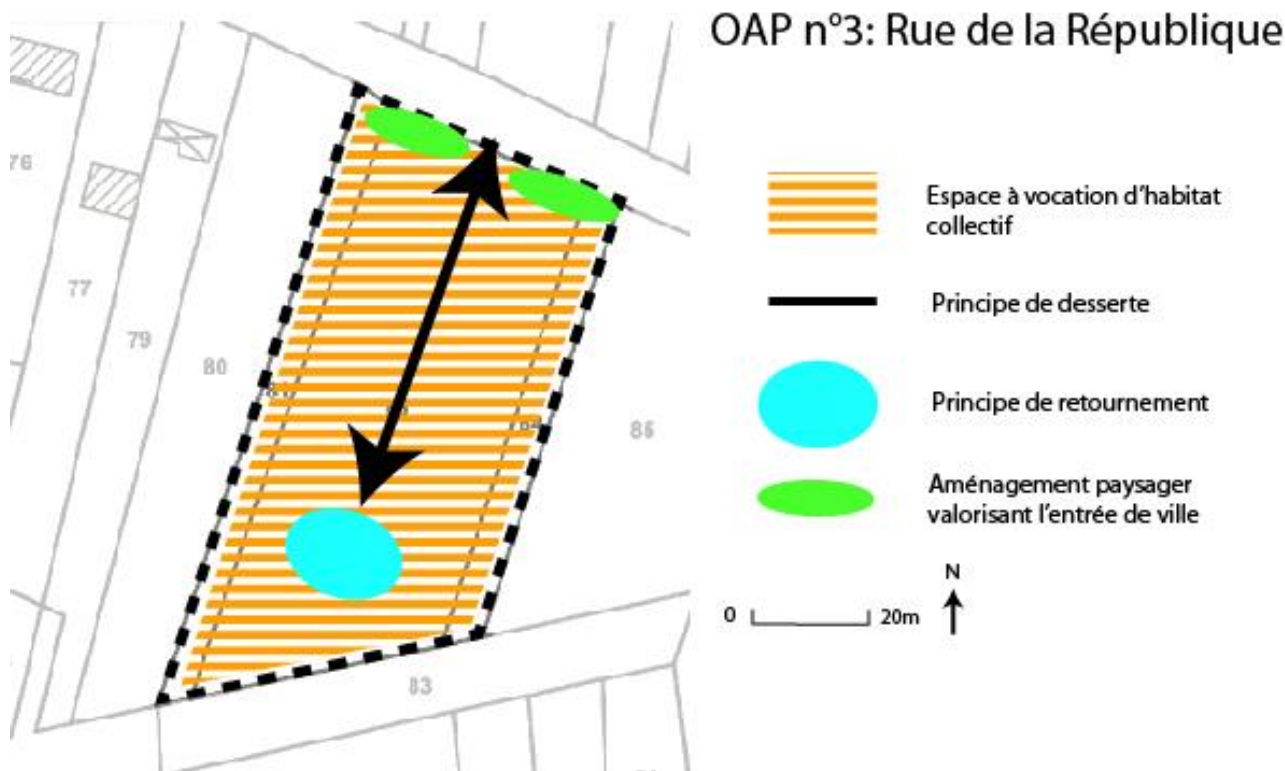 OAP n°3: Rue de la République
Espace à vocation d'habitat
collectif
Principe de desserte
Principe de retournement
Aménagement paysager
valorisant l'entrée de ville
N
0 20m
76
77
79
80
85
83